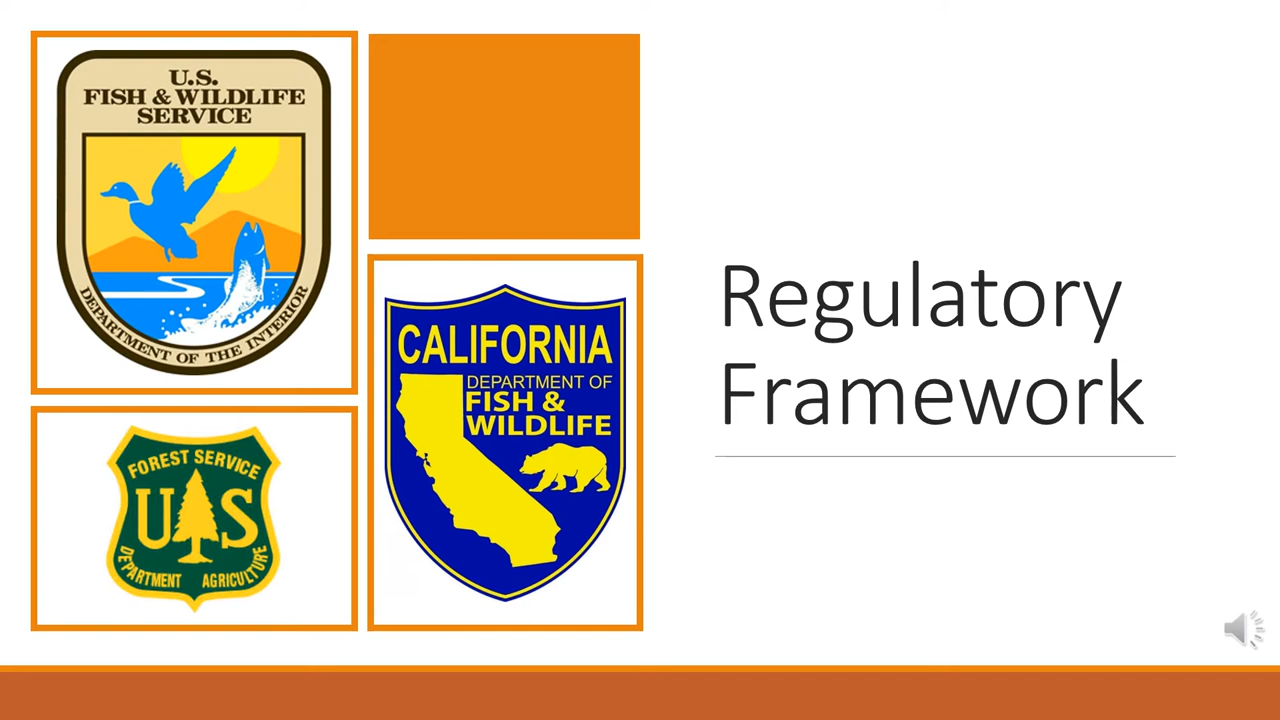 U.S.
FISH & WILDLIFE
SERVICE
DEPARTMENT OF THE INTERIOR
FOREST SERVICE
U S
DEPARTMENT AGRICULTURE
CALIFORNIA
DEPARTMENT OF
FISH &
WILDLIFE
Regulatory
Framework